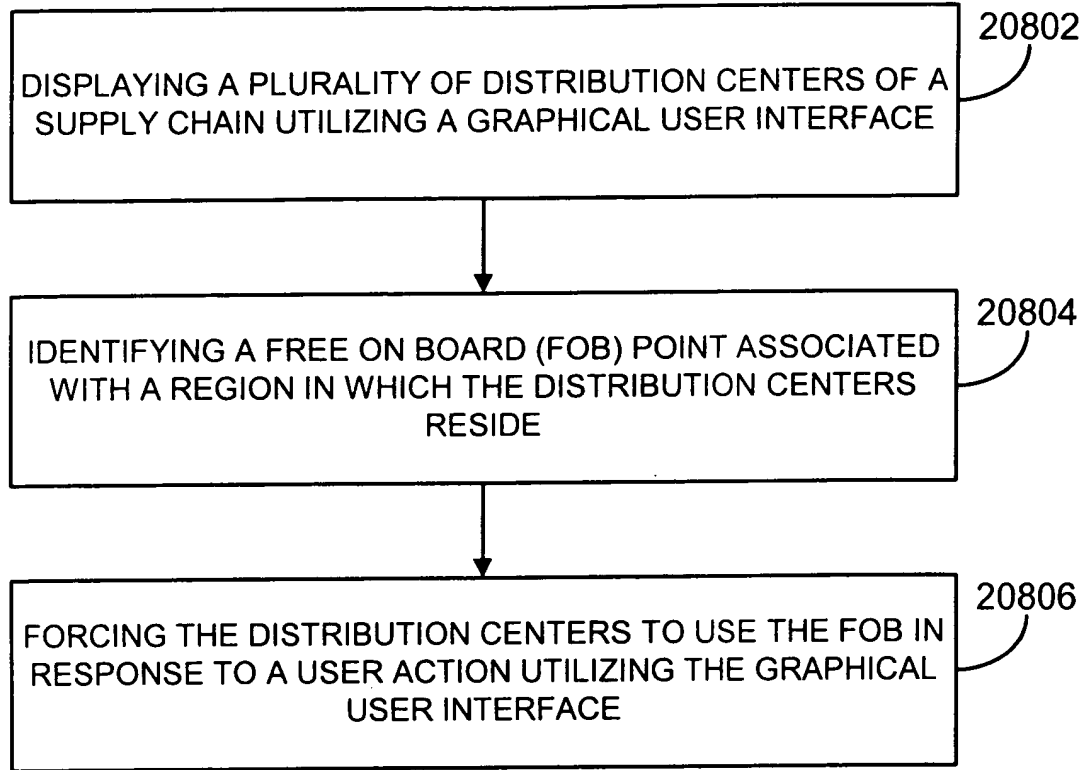 20802
DISPLAYING A PLURALITY OF DISTRIBUTION CENTERS OF A
SUPPLY CHAIN UTILIZING A GRAPHICAL USER INTERFACE
20804
IDENTIFYING A FREE ON BOARD (FOB) POINT ASSOCIATED
WITH A REGION IN WHICH THE DISTRIBUTION CENTERS
RESIDE
20806
FORCING THE DISTRIBUTION CENTERS TO USE THE FOB IN
RESPONSE TO A USER ACTION UTILIZING THE GRAPHICAL
USER INTERFACE